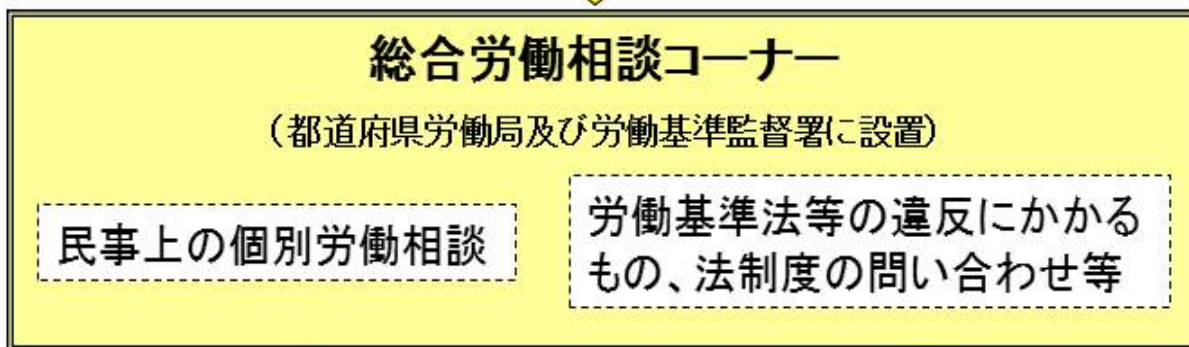 総合労働相談コーナー
（都道府県労働局及び労働基準監督署に設置）
民事上の個別労働相談
労働基準法等の違反にかかる
もの、法制度の問い合わせ等